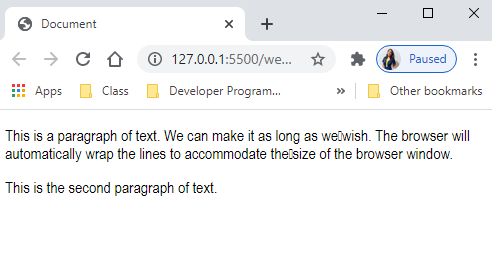 Document
127.0.0.1:5500/we...
Paused
Apps
Class
Developer Program...
»
Other bookmarks
This is a paragraph of text. We can make it as long as we▯wish. The browser will
automatically wrap the lines to accommodate the▯size of the browser window.
This is the second paragraph of text.